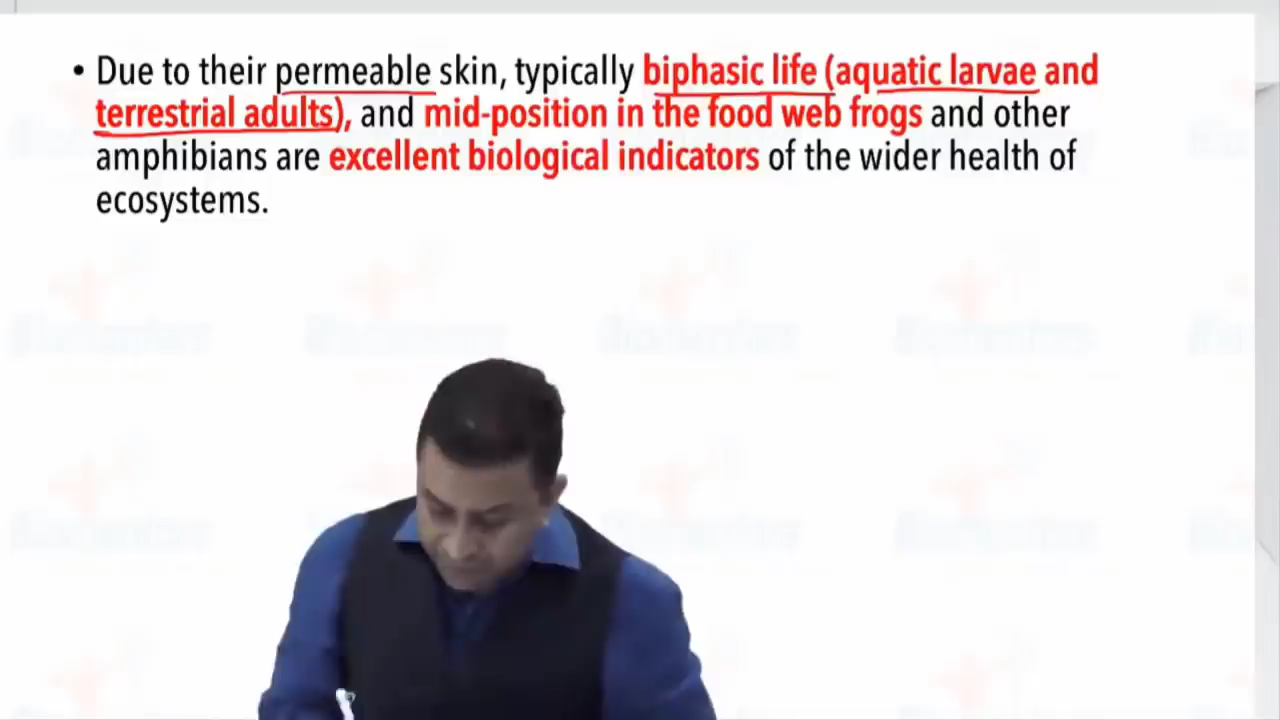 • Due to their permeable skin, typically biphasic life (aquatic larvae and
terrestrial adults), and mid-position in the food web frogs and other
amphibians are excellent biological indicators of the wider health of
ecosystems.